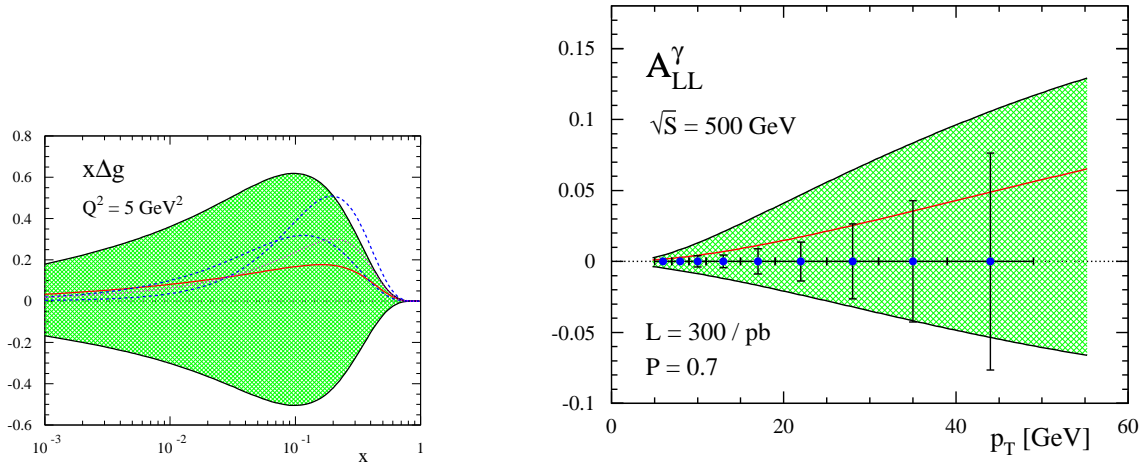 0.8
0.6
0.4
0.2
0
-0.2
-0.4
-0.6
xΔg
Q² = 5 GeV²
10⁻³
10⁻²
10⁻¹
1
x
0.15
0.1
0.05
0
-0.05
-0.1
A_LL^γ
√S = 500 GeV
L = 300 / pb
P = 0.7
0
20
40
60
p_T [GeV]